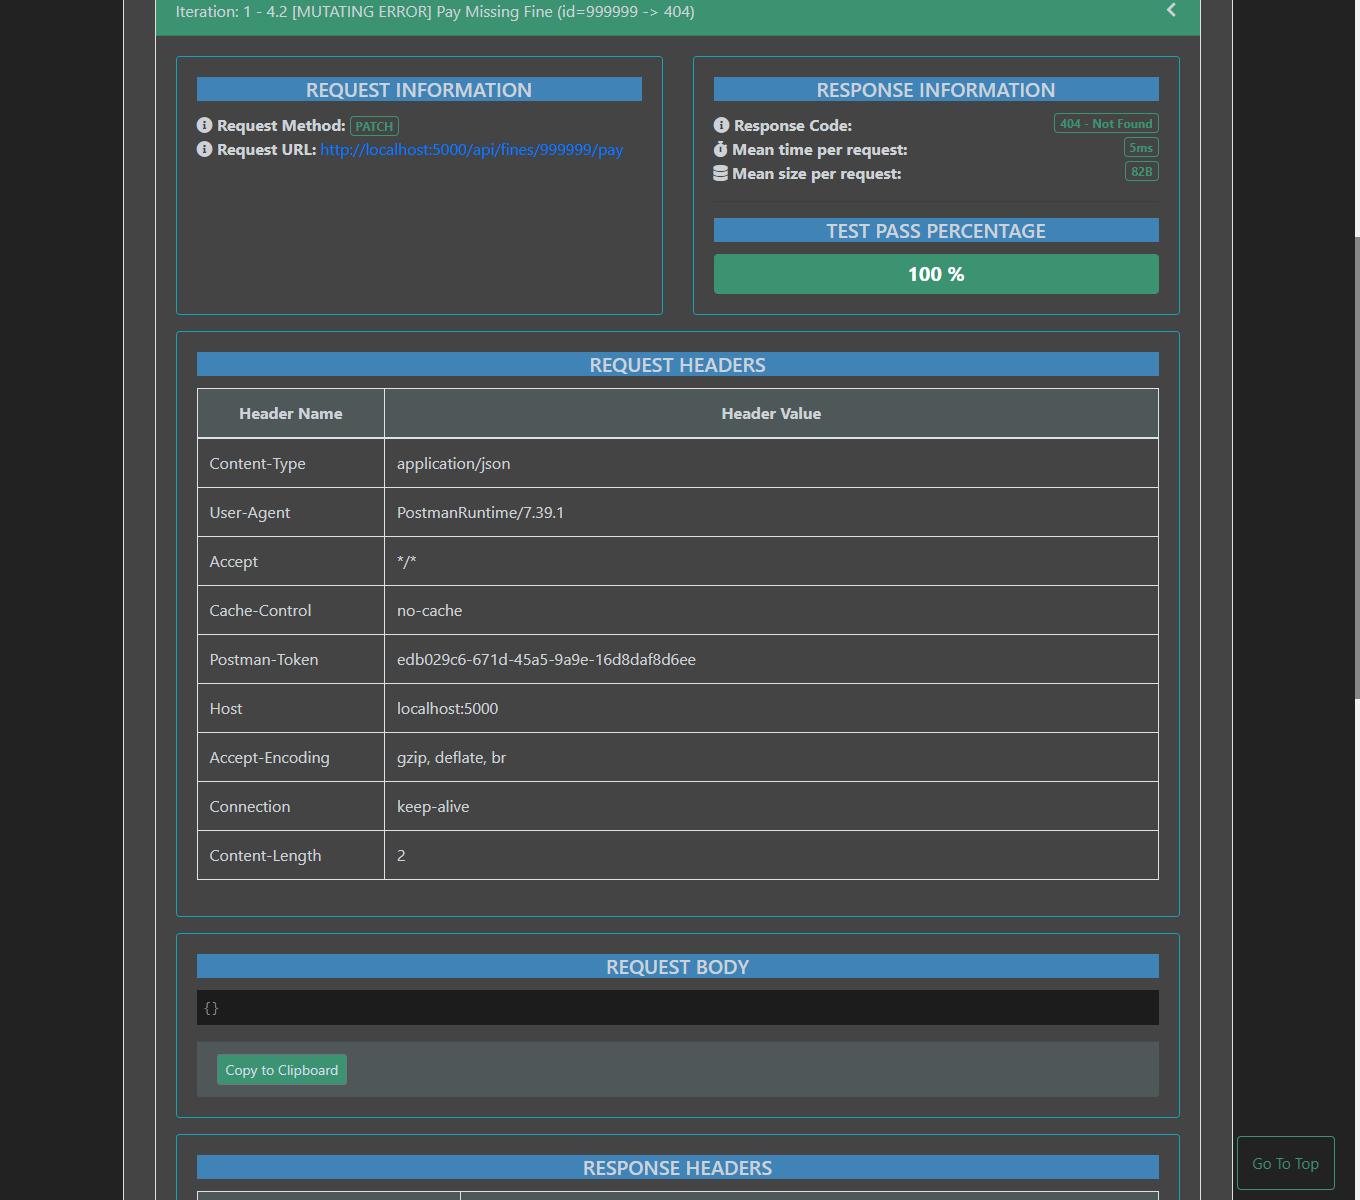 Iteration: 1 - 4.2 [MUTATING ERROR] Pay Missing Fine (id=999999 -> 404)
REQUEST INFORMATION
Request Method: PATCH
Request URL: http://localhost:5000/api/fines/999999/pay
RESPONSE INFORMATION
Response Code: 404 - Not Found
Mean time per request: 5ms
Mean size per request: 82B
TEST PASS PERCENTAGE
100 %
REQUEST HEADERS
Header Name Header Value
Content-Type application/json
User-Agent PostmanRuntime/7.39.1
Accept */*
Cache-Control no-cache
Postman-Token edb029c6-671d-45a5-9a9e-16d8daf8d6ee
Host localhost:5000
Accept-Encoding gzip, deflate, br
Connection keep-alive
Content-Length 2
REQUEST BODY
{}
Copy to Clipboard
RESPONSE HEADERS
Go To Top